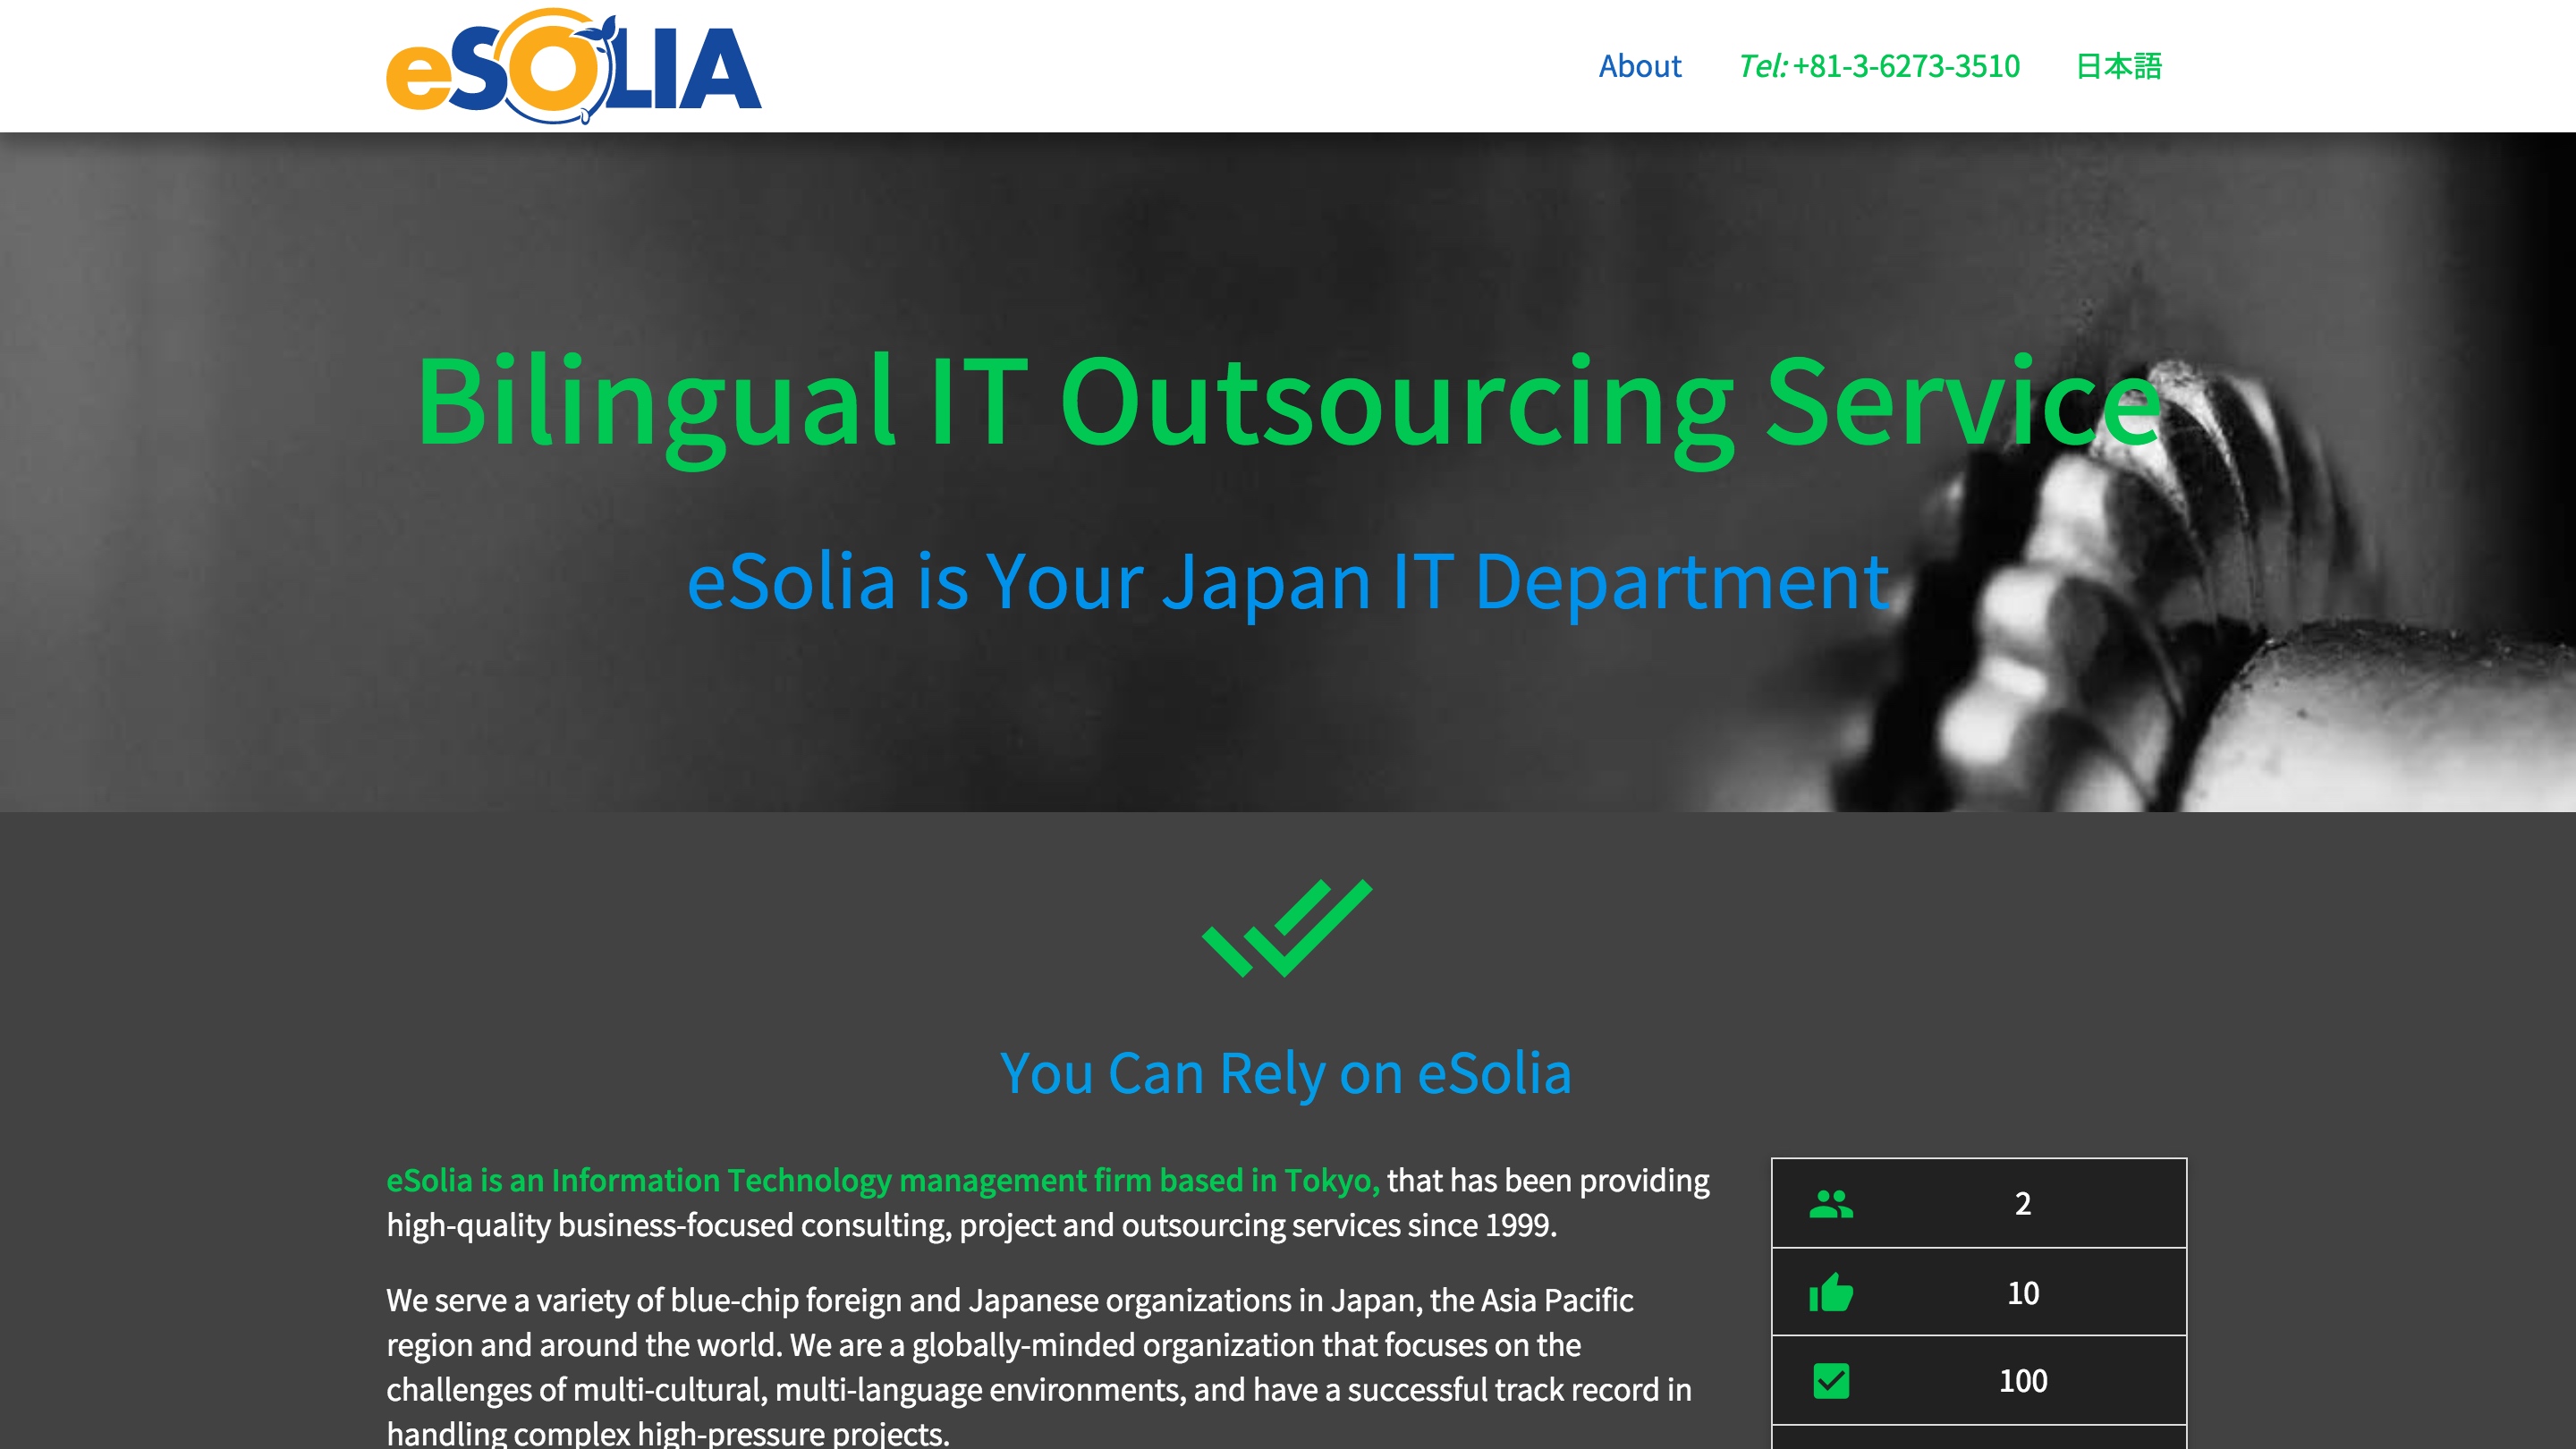 eSOLIA
About Tel: +81-3-6273-3510 日本語
Bilingual IT Outsourcing Service
eSolia is Your Japan IT Department
You Can Rely on eSolia
eSolia is an Information Technology management firm based in Tokyo, that has been providing
high-quality business-focused consulting, project and outsourcing services since 1999.
We serve a variety of blue-chip foreign and Japanese organizations in Japan, the Asia Pacific
region and around the world. We are a globally-minded organization that focuses on the
challenges of multi-cultural, multi-language environments, and have a successful track record in
handling complex high-pressure projects.
2
10
100